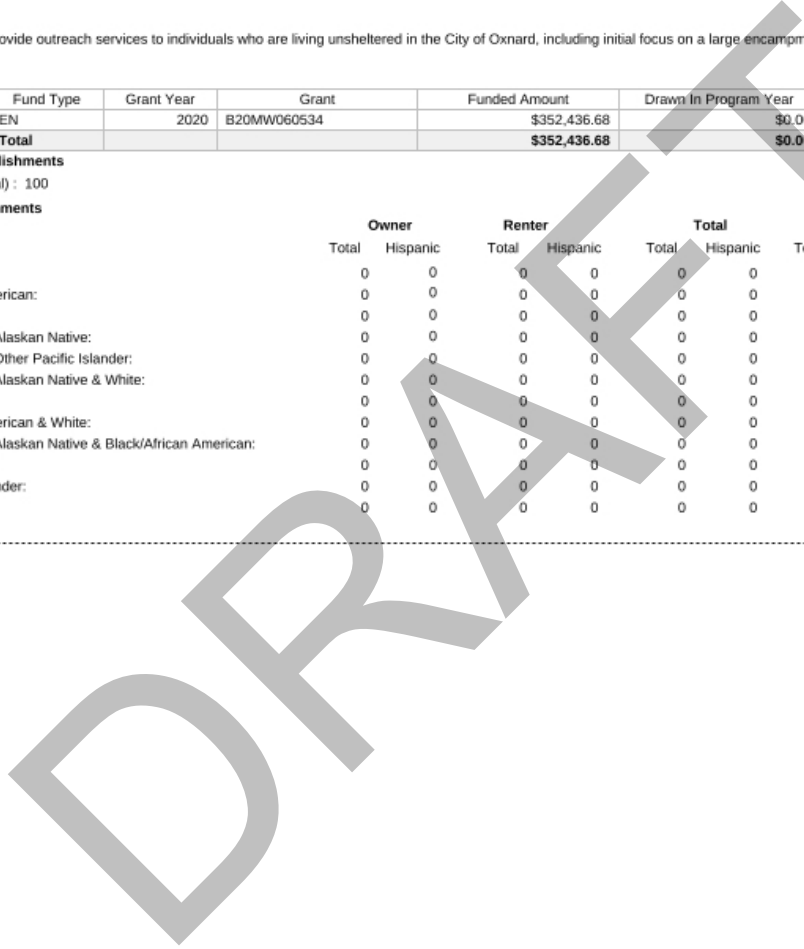 ovide outreach services to individuals who are living unsheltered in the City of Oxnard, including initial focus on a large encampm
Fund Type Grant Year Grant Funded Amount Drawn In Program Year
EN 2020 B20MW060534 $352,436.68 $0.0
Total $352,436.68 $0.0
lishments
al) : 100
ments
Owner Renter Total
Total Hispanic Total Hispanic Total Hispanic To
0 0 0 0 0 0
erican: 0 0 0 0 0 0
0 0 0 0 0 0
Alaskan Native: 0 0 0 0 0 0
Other Pacific Islander: 0 0 0 0 0 0
Alaskan Native & White: 0 0 0 0 0 0
0 0 0 0 0 0
erican & White: 0 0 0 0 0 0
Alaskan Native & Black/African American: 0 0 0 0 0 0
0 0 0 0 0 0
nder: 0 0 0 0 0 0
0 0 0 0 0 0
DRAFT